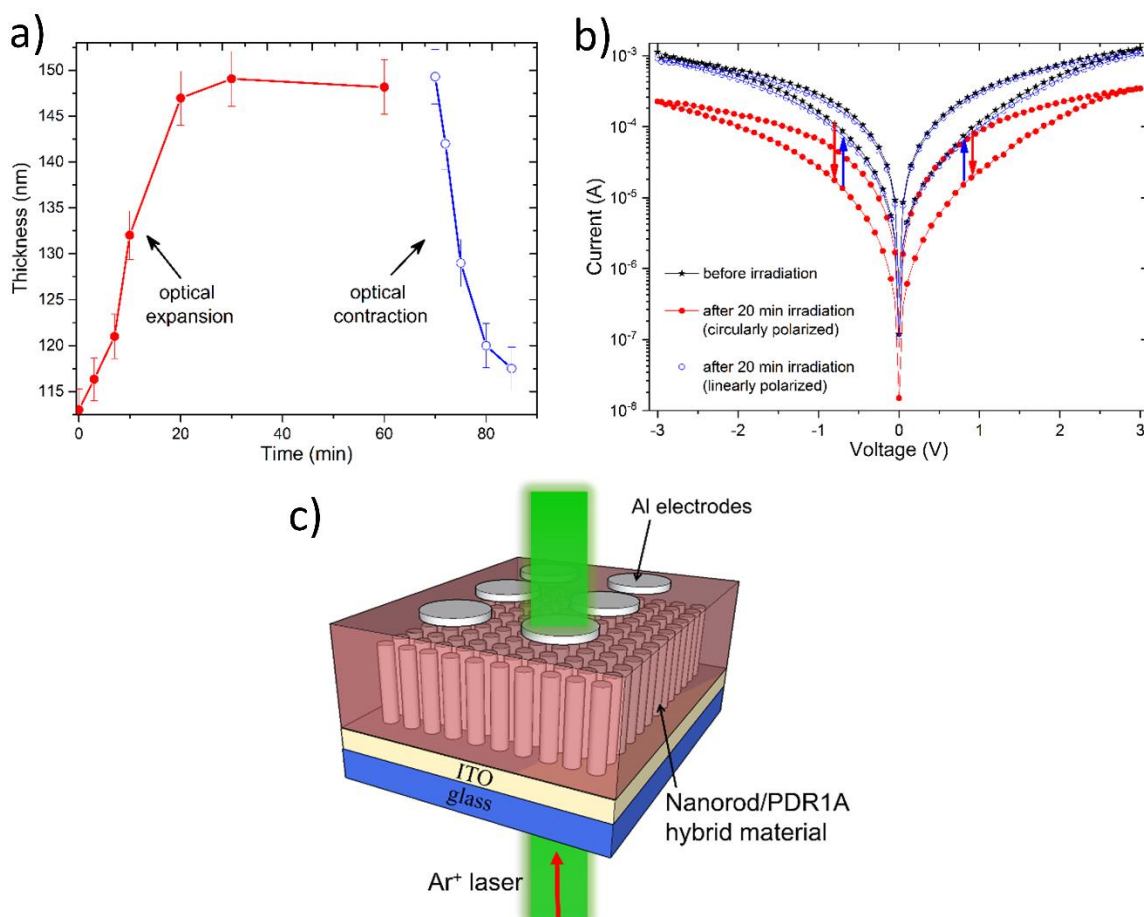 a)
150
145
140
135
130
125
120
115
Thickness (nm)
optical
expansion
optical
contraction
0 20 40 60 80
Time (min)
b)
10⁻³
10⁻⁴
10⁻⁵
10⁻⁶
10⁻⁷
10⁻⁸
Current (A)
before irradiation
after 20 min irradiation
(circularly polarized)
after 20 min irradiation
(linearly polarized)
-3 -2 -1 0 1 2 3
Voltage (V)
c)
Al electrodes
ITO
glass
Nanorod/PDR1A
hybrid material
Ar⁺ laser